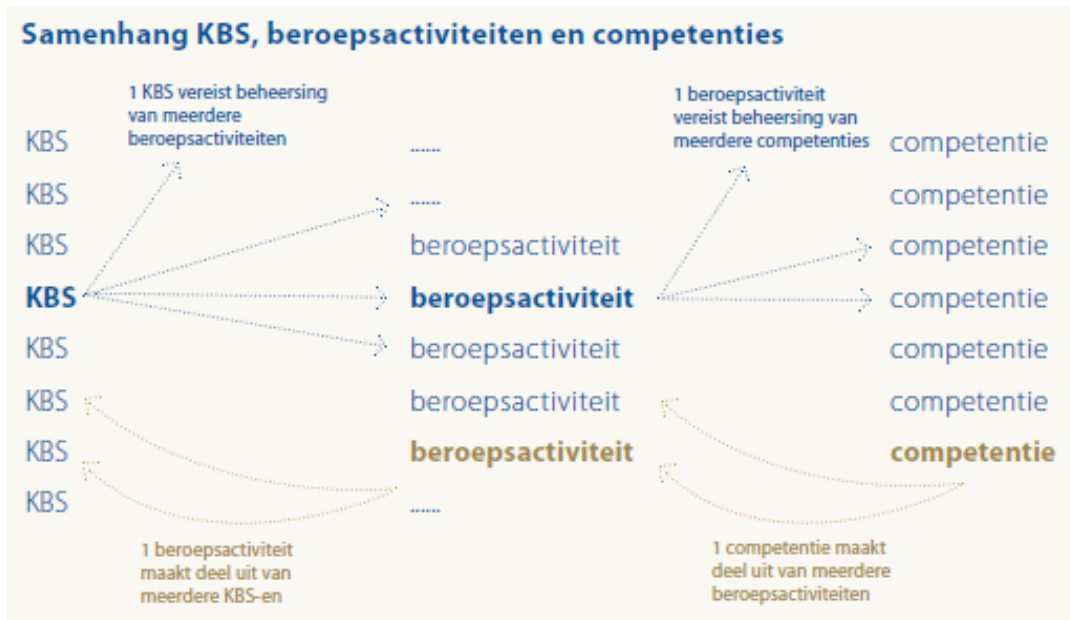 Samenhang KBS, beroepsactiviteiten en competenties
1 KBS vereist beheersing
van meerdere
beroepsactiviteiten
1 beroepsactiviteit
vereist beheersing van
meerdere competenties
KBS ...... competentie
KBS ...... competentie
KBS beroepsactiviteit competentie
KBS beroepsactiviteit competentie
KBS beroepsactiviteit competentie
KBS beroepsactiviteit competentie
KBS beroepsactiviteit competentie
KBS ......
1 beroepsactiviteit
maakt deel uit van
meerdere KBS-en
1 competentie maakt
deel uit van meerdere
beroepsactiviteiten